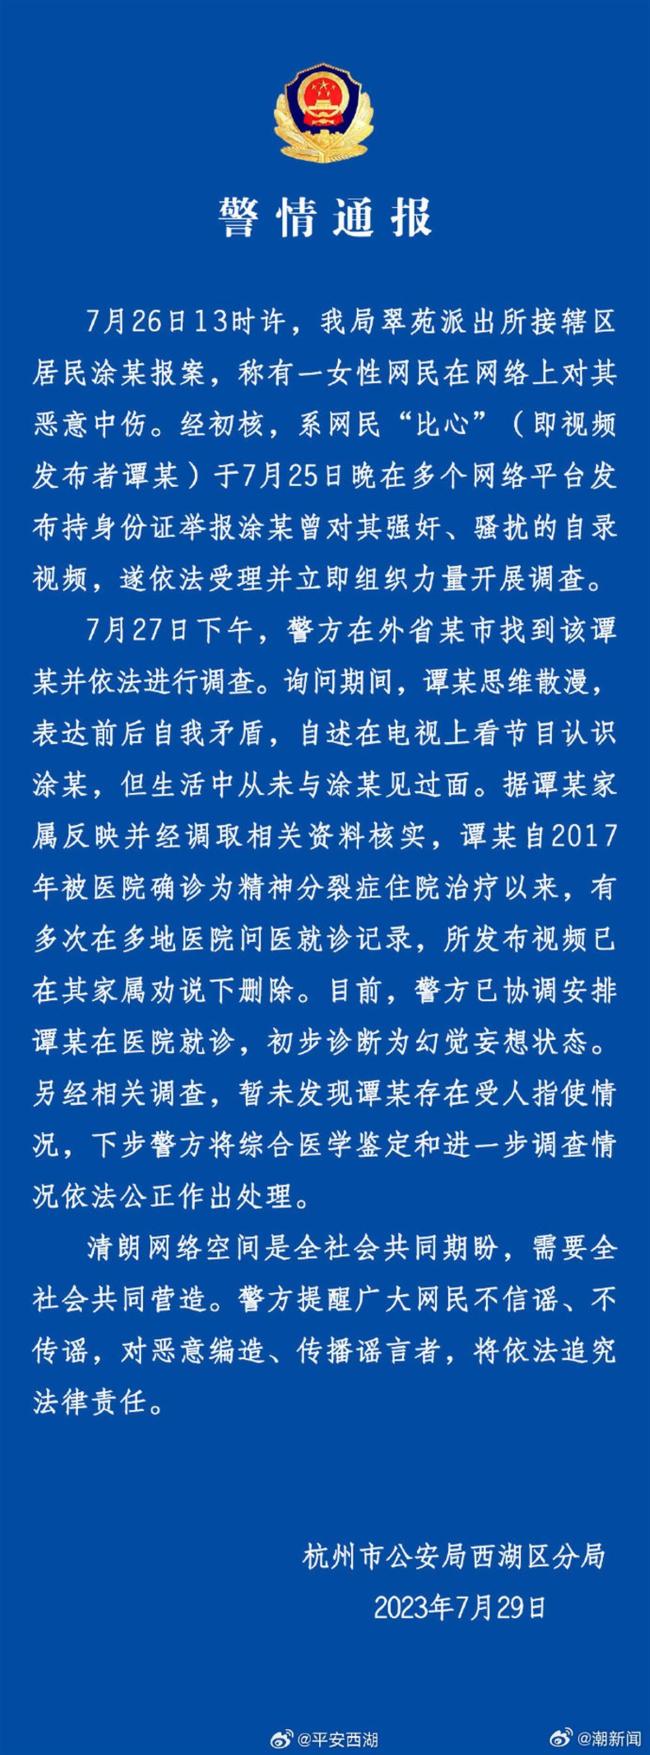 警情通报
7月26日13时许，我局翠苑派出所接辖区
居民涂某报案，称有一女性网民在网络上对其
恶意中伤。经初核，系网民“比心”（即视频
发布者谭某）于7月25日晚在多个网络平台发
布持身份证举报涂某曾对其强奸、骚扰的自录
视频，遂依法受理并立即组织力量开展调查。
7月27日下午，警方在外省某市找到该谭
某并依法进行调查。询问期间，谭某思维散漫，
表达前后自我矛盾，自述在电视上看节目认识
涂某，但生活中从未与涂某见过面。据谭某家
属反映并经调取相关资料核实，谭某自2017
年被医院确诊为精神分裂症住院治疗以来，有
多次在多地医院问医就诊记录，所发布视频已
在其家属劝说下删除。目前，警方已协调安排
谭某在医院就诊，初步诊断为幻觉妄想状态。
另经相关调查，暂未发现谭某存在受人指使情
况，下步警方将综合医学鉴定和进一步调查情
况依法公正作出处理。
清朗网络空间是全社会共同期盼，需要全
社会共同营造。警方提醒广大网民不信谣、不
传谣，对恶意编造、传播谣言者，将依法追究
法律责任。
杭州市公安局西湖区分局
2023年7月29日
@平安西湖
@潮新闻